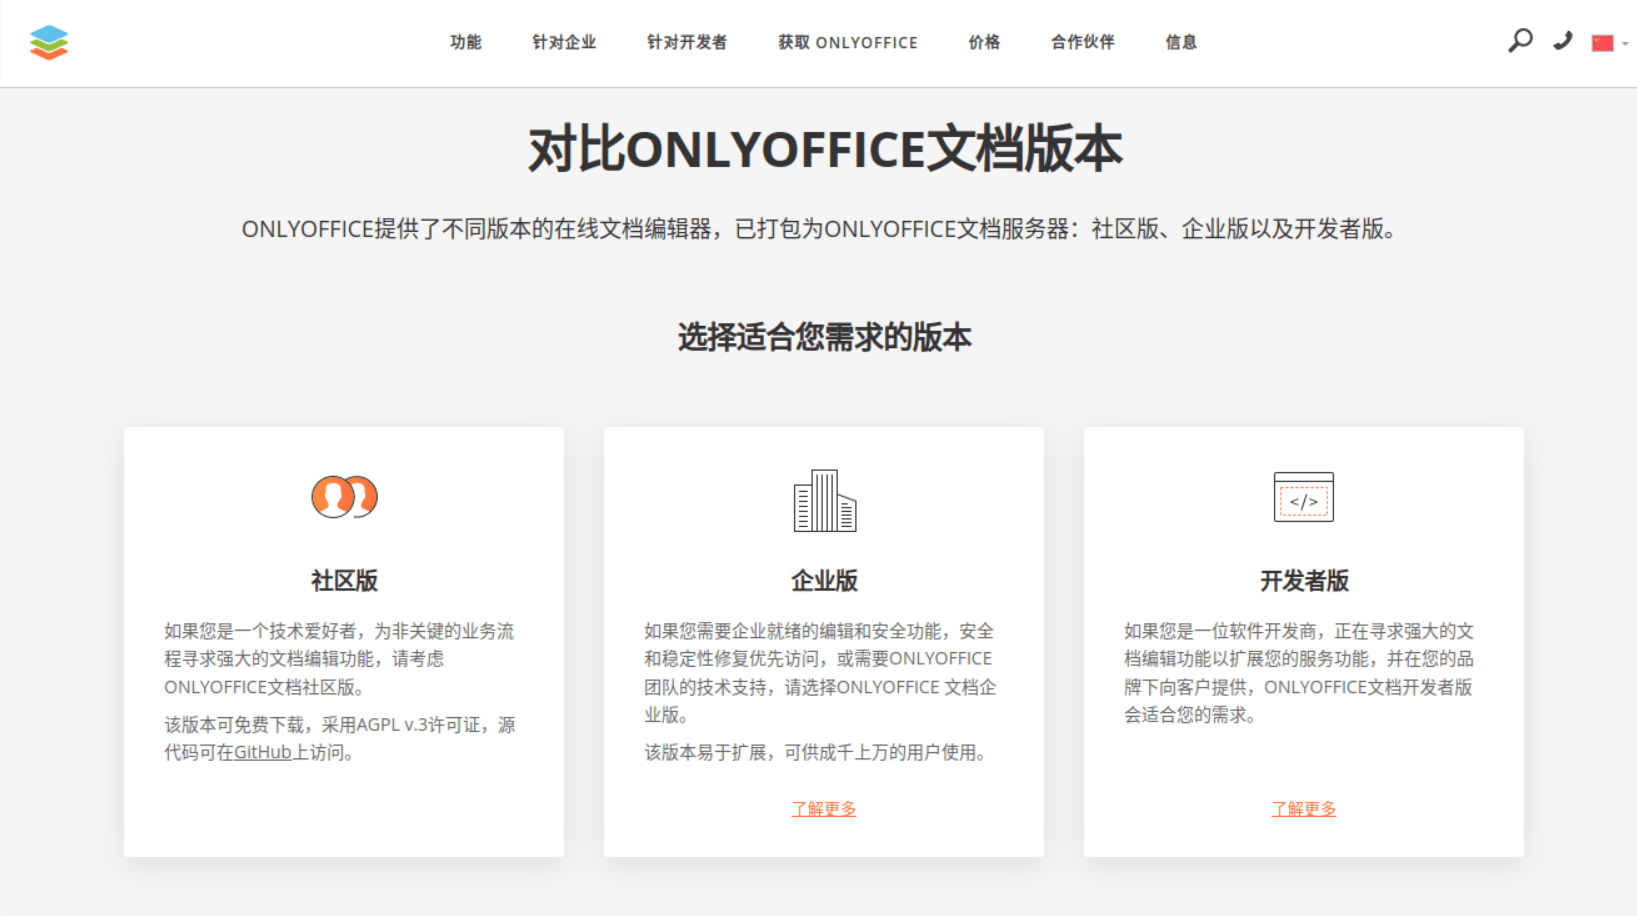 功能 针对企业 针对开发者 获取 ONLYOFFICE 价格 合作伙伴 信息
对比ONLYOFFICE文档版本
ONLYOFFICE提供了不同版本的在线文档编辑器，已打包为ONLYOFFICE文档服务器：社区版、企业版以及开发者版。
选择适合您需求的版本
社区版
如果您是一个技术爱好者，为非关键的业务流
程寻求强大的文档编辑功能，请考虑
ONLYOFFICE文档社区版。
该版本可免费下载，采用AGPL v.3许可证，源
代码可在GitHub上访问。
企业版
如果您需要企业就绪的编辑和安全功能，安全
和稳定性修复优先访问，或需要ONLYOFFICE
团队的技术支持，请选择ONLYOFFICE 文档企
业版。
该版本易于扩展，可供成千上万的用户使用。
了解更多
</>
开发者版
如果您是一位软件开发商，正在寻求强大的文
档编辑功能以扩展您的服务功能，并在您的品
牌下向客户提供，ONLYOFFICE文档开发者版
会适合您的需求。
了解更多